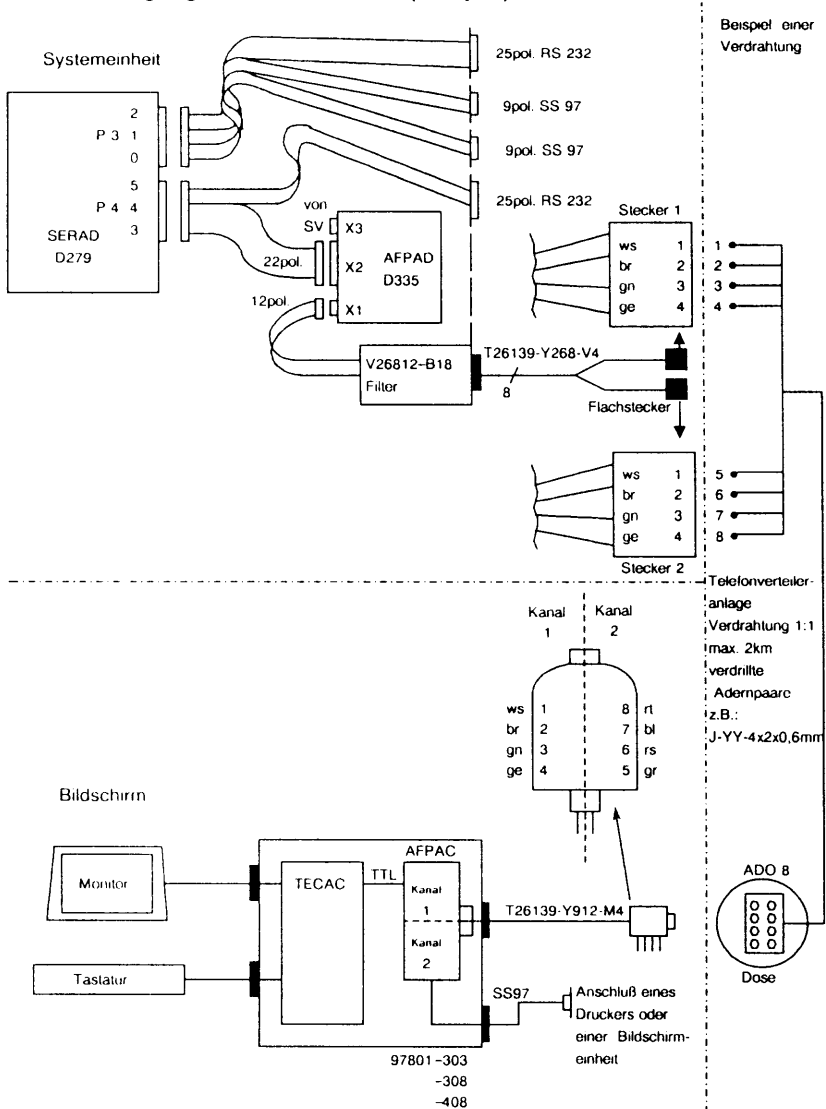 Beispiel einer
Verdrahtung
Systemeinheit
25pol. RS 232
9pol. SS 97
9pol. SS 97
25pol. RS 232
2
P 3 1
0
5
P 4 4
3
SERAD
D279
von
SV
X3
X2
X1
AFPAD
D335
22pol.
12pol.
V26812-B18
Filter
T26139-Y268-V4
8
Flachstecker
Stecker 1
ws 1
br 2
gn 3
ge 4
1
2
3
4
ws 1
br 2
gn 3
ge 4
Stecker 2
5
6
7
8
Telefonverteiler-
anlage
Verdrahtung 1:1
max. 2km
verdrillte
Adernpaare
z.B.:
J-YY-4x2x0,6mm
Kanal
1
Kanal
2
ws 1
br 2
gn 3
ge 4
8 rt
7 bl
6 rs
5 gr
Bildschirm
Monitor
Tastatur
TECAC
TTL
AFPAC
Kanal
1
Kanal
2
T26139-Y912-M4
SS97
Anschluß eines
Druckers oder
einer Bildschirm-
einheit
97801-303
-308
-408
ADO 8
Dose